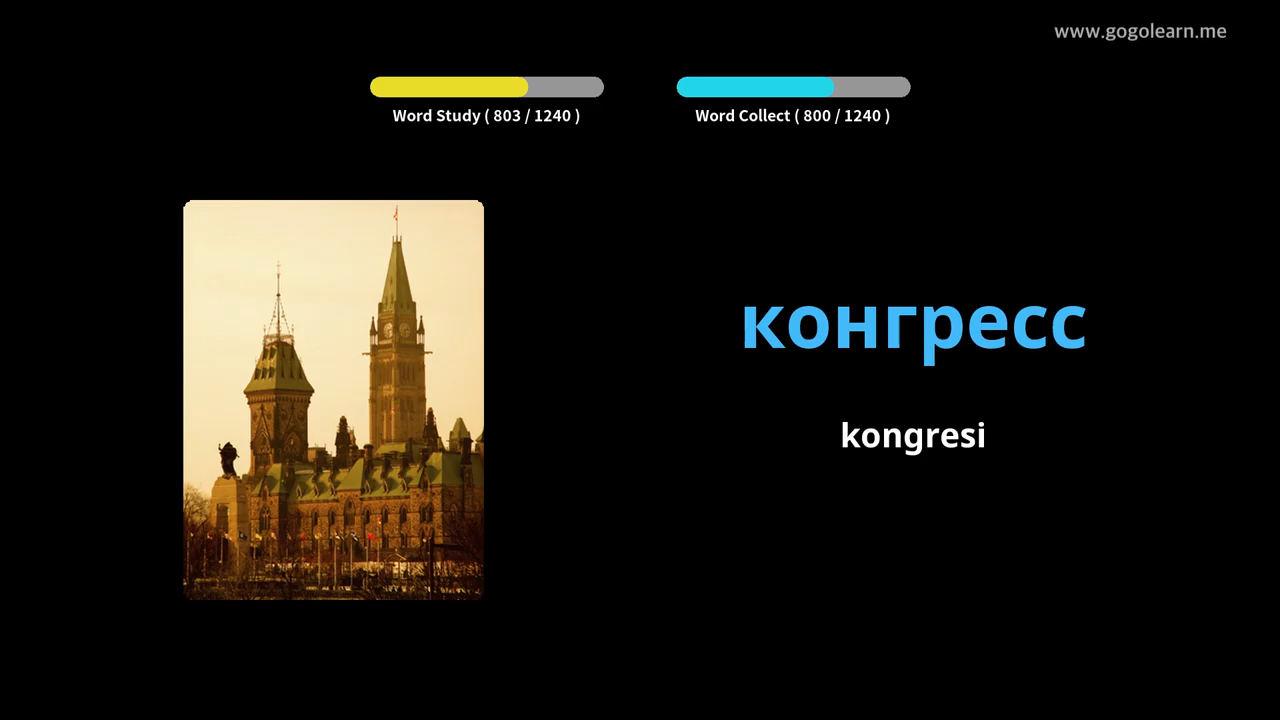 www.gogolearn.me
Word Study ( 803 / 1240 )
Word Collect ( 800 / 1240 )
конгресс
kongresi